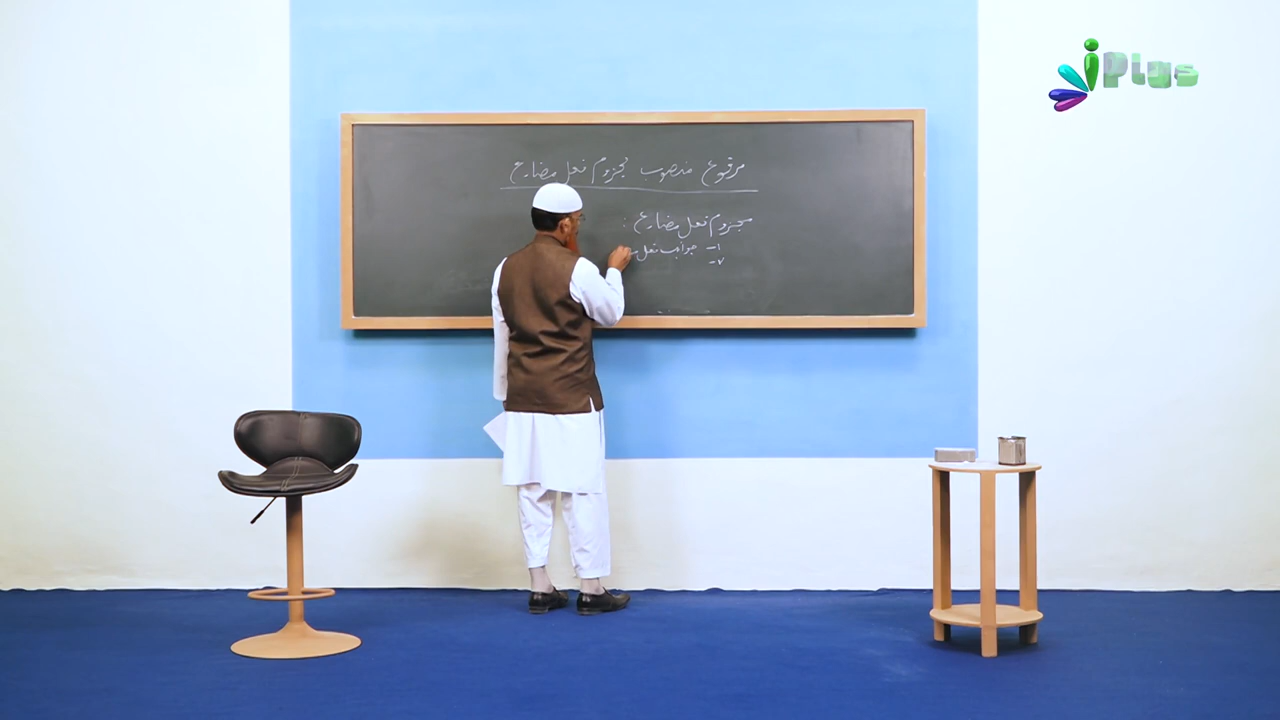 iPlus
مرفوع منصوب مجزوم فعل مضارع
مجزوم فعل مضارع :
۱- جواب فعل
۲-